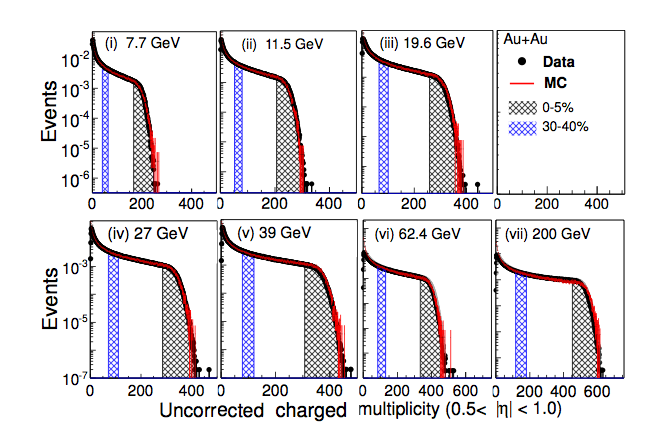 (i) 7.7 GeV
(ii) 11.5 GeV
(iii) 19.6 GeV
Au+Au
Data
MC
0-5%
30-40%
Events
10⁻²
10⁻³
10⁻⁴
10⁻⁵
10⁻⁶
0 200 400
0 200 400
0 200 400
0 200 400
(iv) 27 GeV
(v) 39 GeV
(vi) 62.4 GeV
(vii) 200 GeV
Events
10⁻³
10⁻⁵
10⁻⁷
0 200 400
0 200 400
0 200 400 600
0 200 400 600
Uncorrected charged multiplicity (0.5< |η| < 1.0)